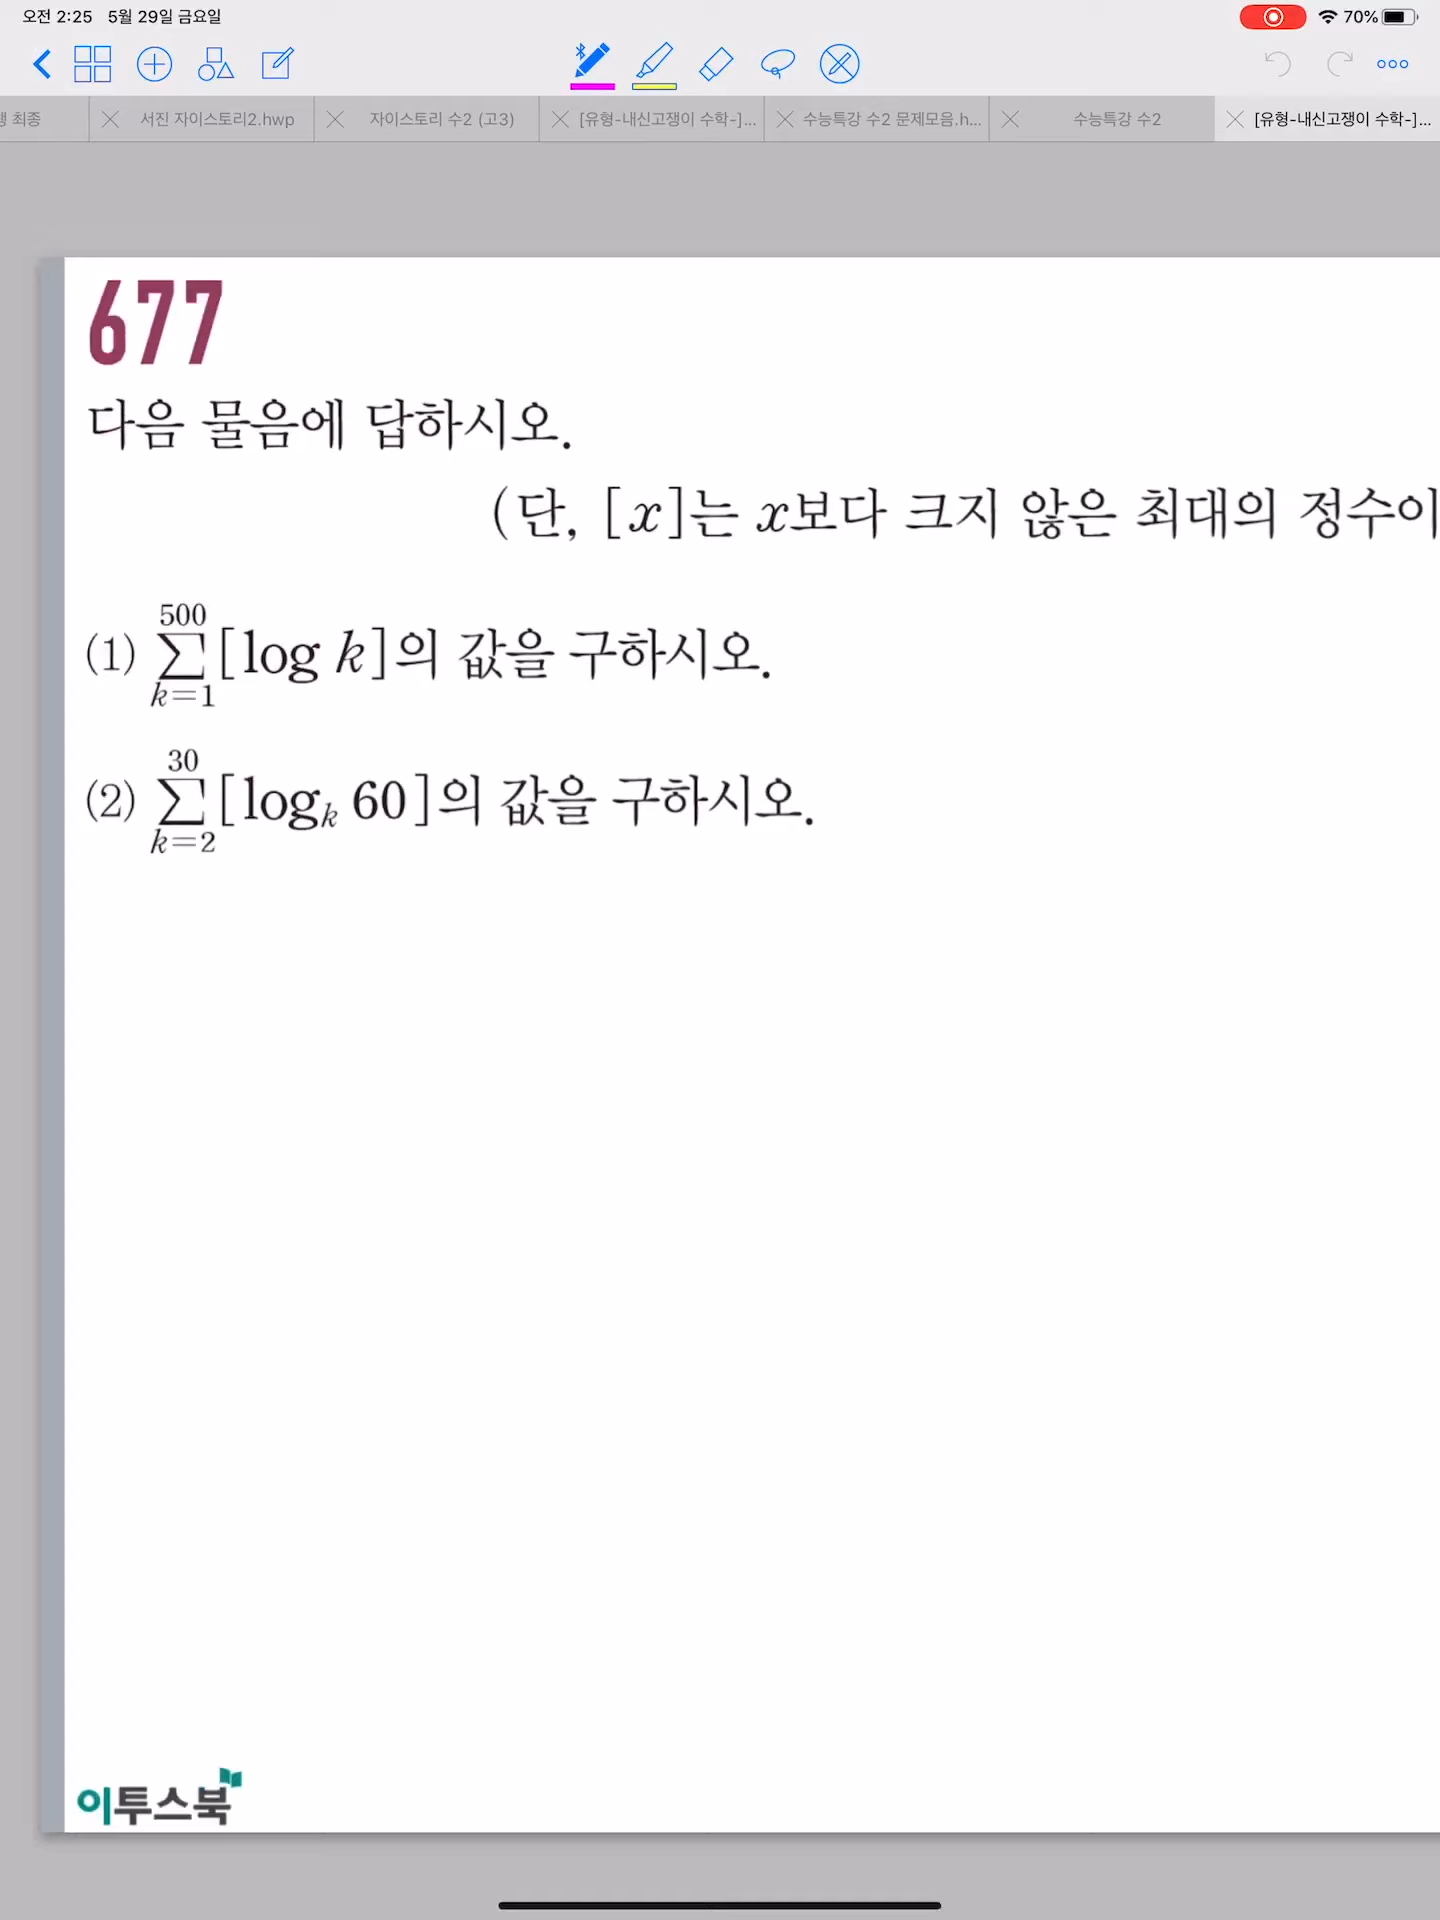 오전 2:25 5월 29일 금요일 70%
쟁 최종 서진 자이스토리2.hwp 자이스토리 수2 (고3) [유형-내신고쟁이 수학-]... 수능특강 수2 문제모음.h... 수능특강 수2 [유형-내신고쟁이 수학-]...
677
다음 물음에 답하시오.
(단, [x]는 x보다 크지 않은 최대의 정수이
(1) ∑_{k=1}^{500} [log k]의 값을 구하시오.
(2) ∑_{k=2}^{30} [log_k 60]의 값을 구하시오.
이투스북